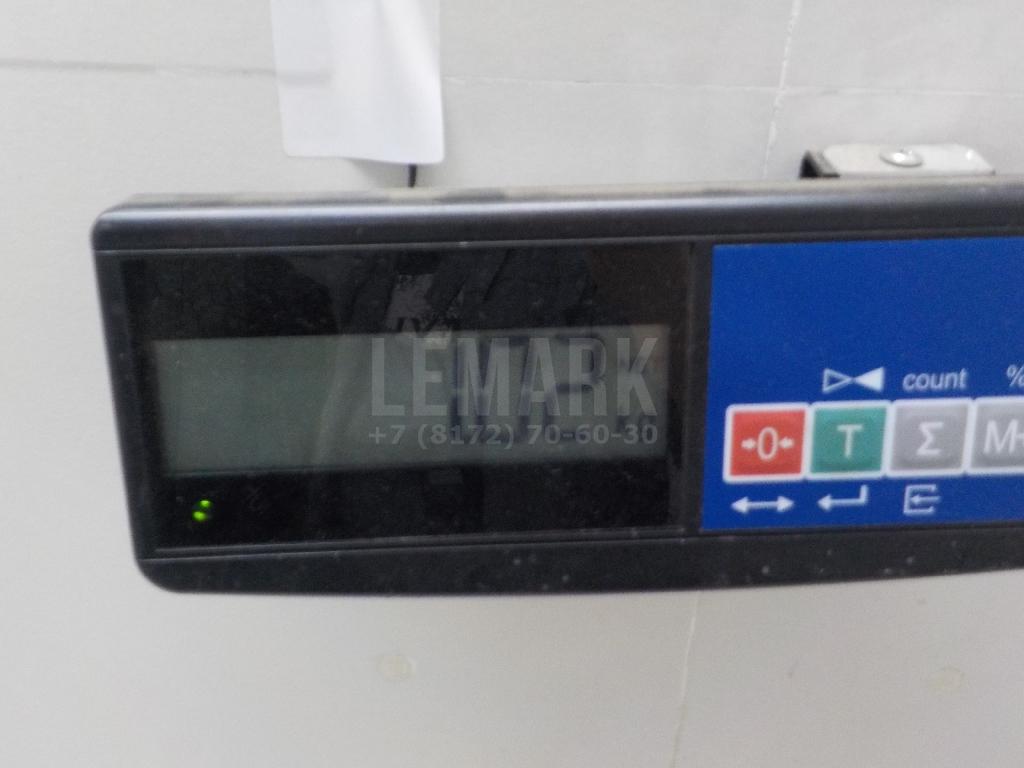 LEMARK
+7 (8172) 70-60-30
count
%
→0←
T
Σ